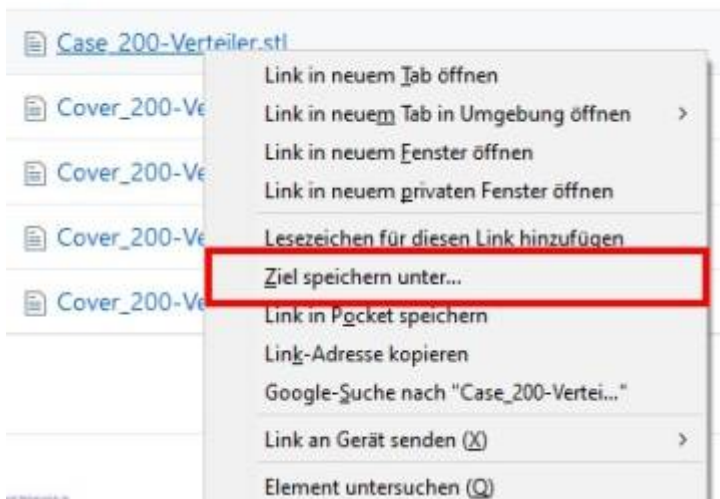 Case_200-Verteiler.stl
Link in neuem Tab öffnen
Cover_200-Ve
Link in neuem Tab in Umgebung öffnen
Link in neuem Fenster öffnen
Cover_200-Ve
Link in neuem privaten Fenster öffnen
Cover_200-Ve
Lesezeichen für diesen Link hinzufügen
Ziel speichern unter...
Cover_200-Ve
Link in Pocket speichern
Link-Adresse kopieren
Google-Suche nach "Case_200-Vertei..."
Link an Gerät senden (X)
Element untersuchen (Q)